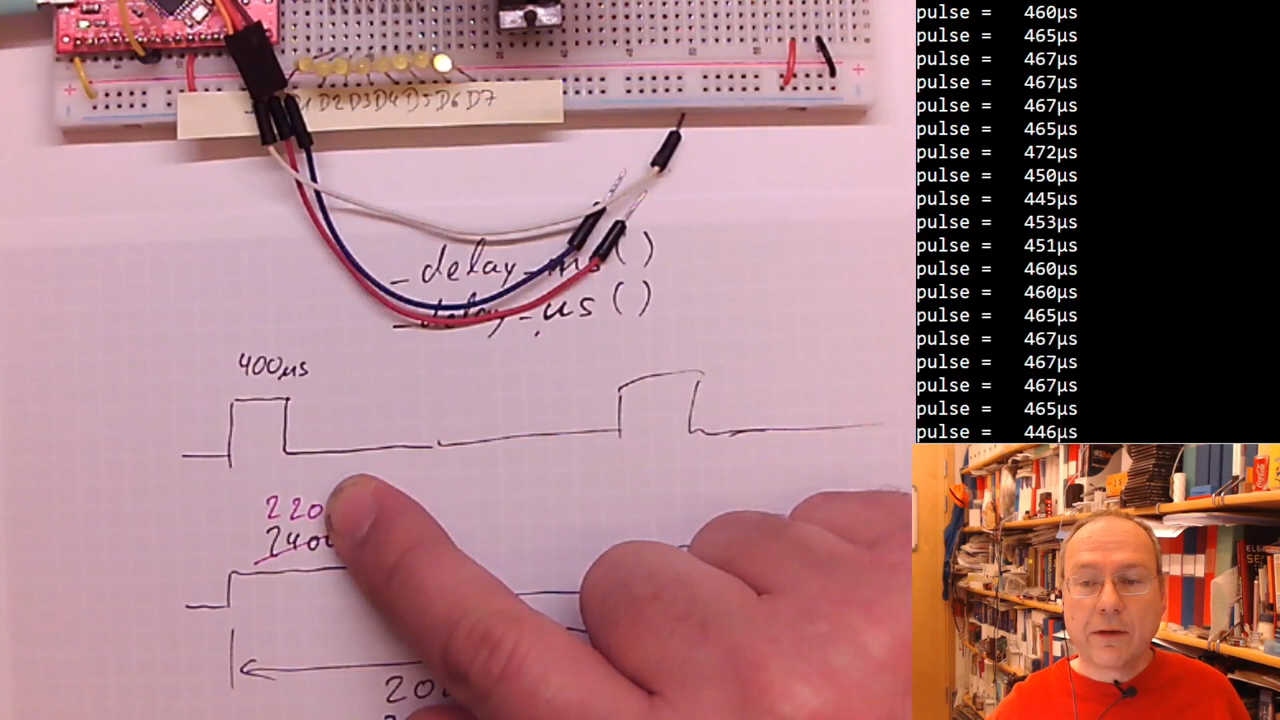 pulse = 460µs
pulse = 465µs
pulse = 467µs
pulse = 467µs
pulse = 467µs
pulse = 465µs
pulse = 472µs
pulse = 450µs
pulse = 445µs
pulse = 453µs
pulse = 451µs
pulse = 460µs
pulse = 460µs
pulse = 465µs
pulse = 467µs
pulse = 467µs
pulse = 467µs
pulse = 465µs
pulse = 446µs
D2 D3 D4 D5 D6 D7
_delay_ms()
_delay_µs()
400µs